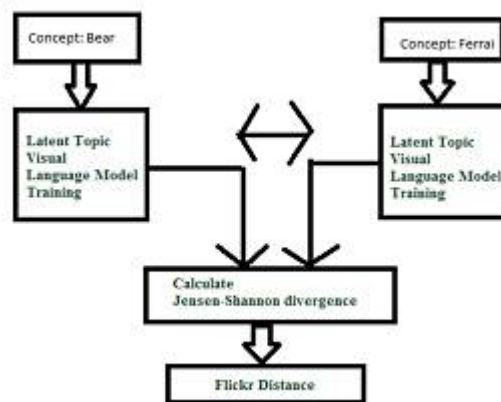 Concept: Bear
Concept: Ferrai
Latent Topic
Visual
Language Model
Training
Latent Topic
Visual
Language Model
Training
Calculate
Jensen-Shannon divergence
Flickr Distance